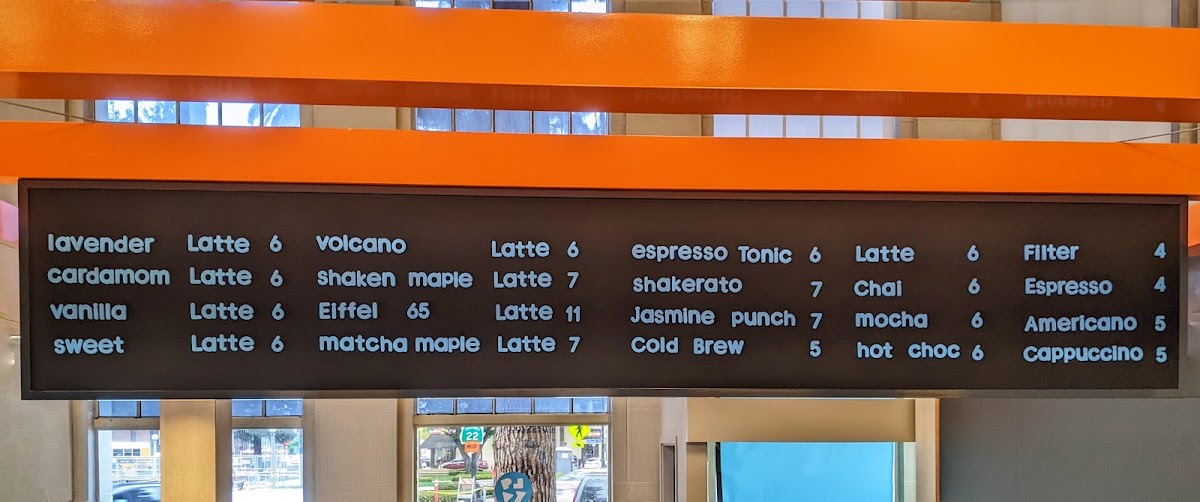 lavender Latte 6 volcano Latte 6 espresso Tonic 6 Latte 6 Filter 4
cardamom Latte 6 shaken maple Latte 7 shakerato 7 Chai 6 Espresso 4
vanilla Latte 6 Eiffel 65 Latte 11 Jasmine punch 7 mocha 6 Americano 5
sweet Latte 6 matcha maple Latte 7 Cold Brew 5 hot choc 6 Cappuccino 5
22